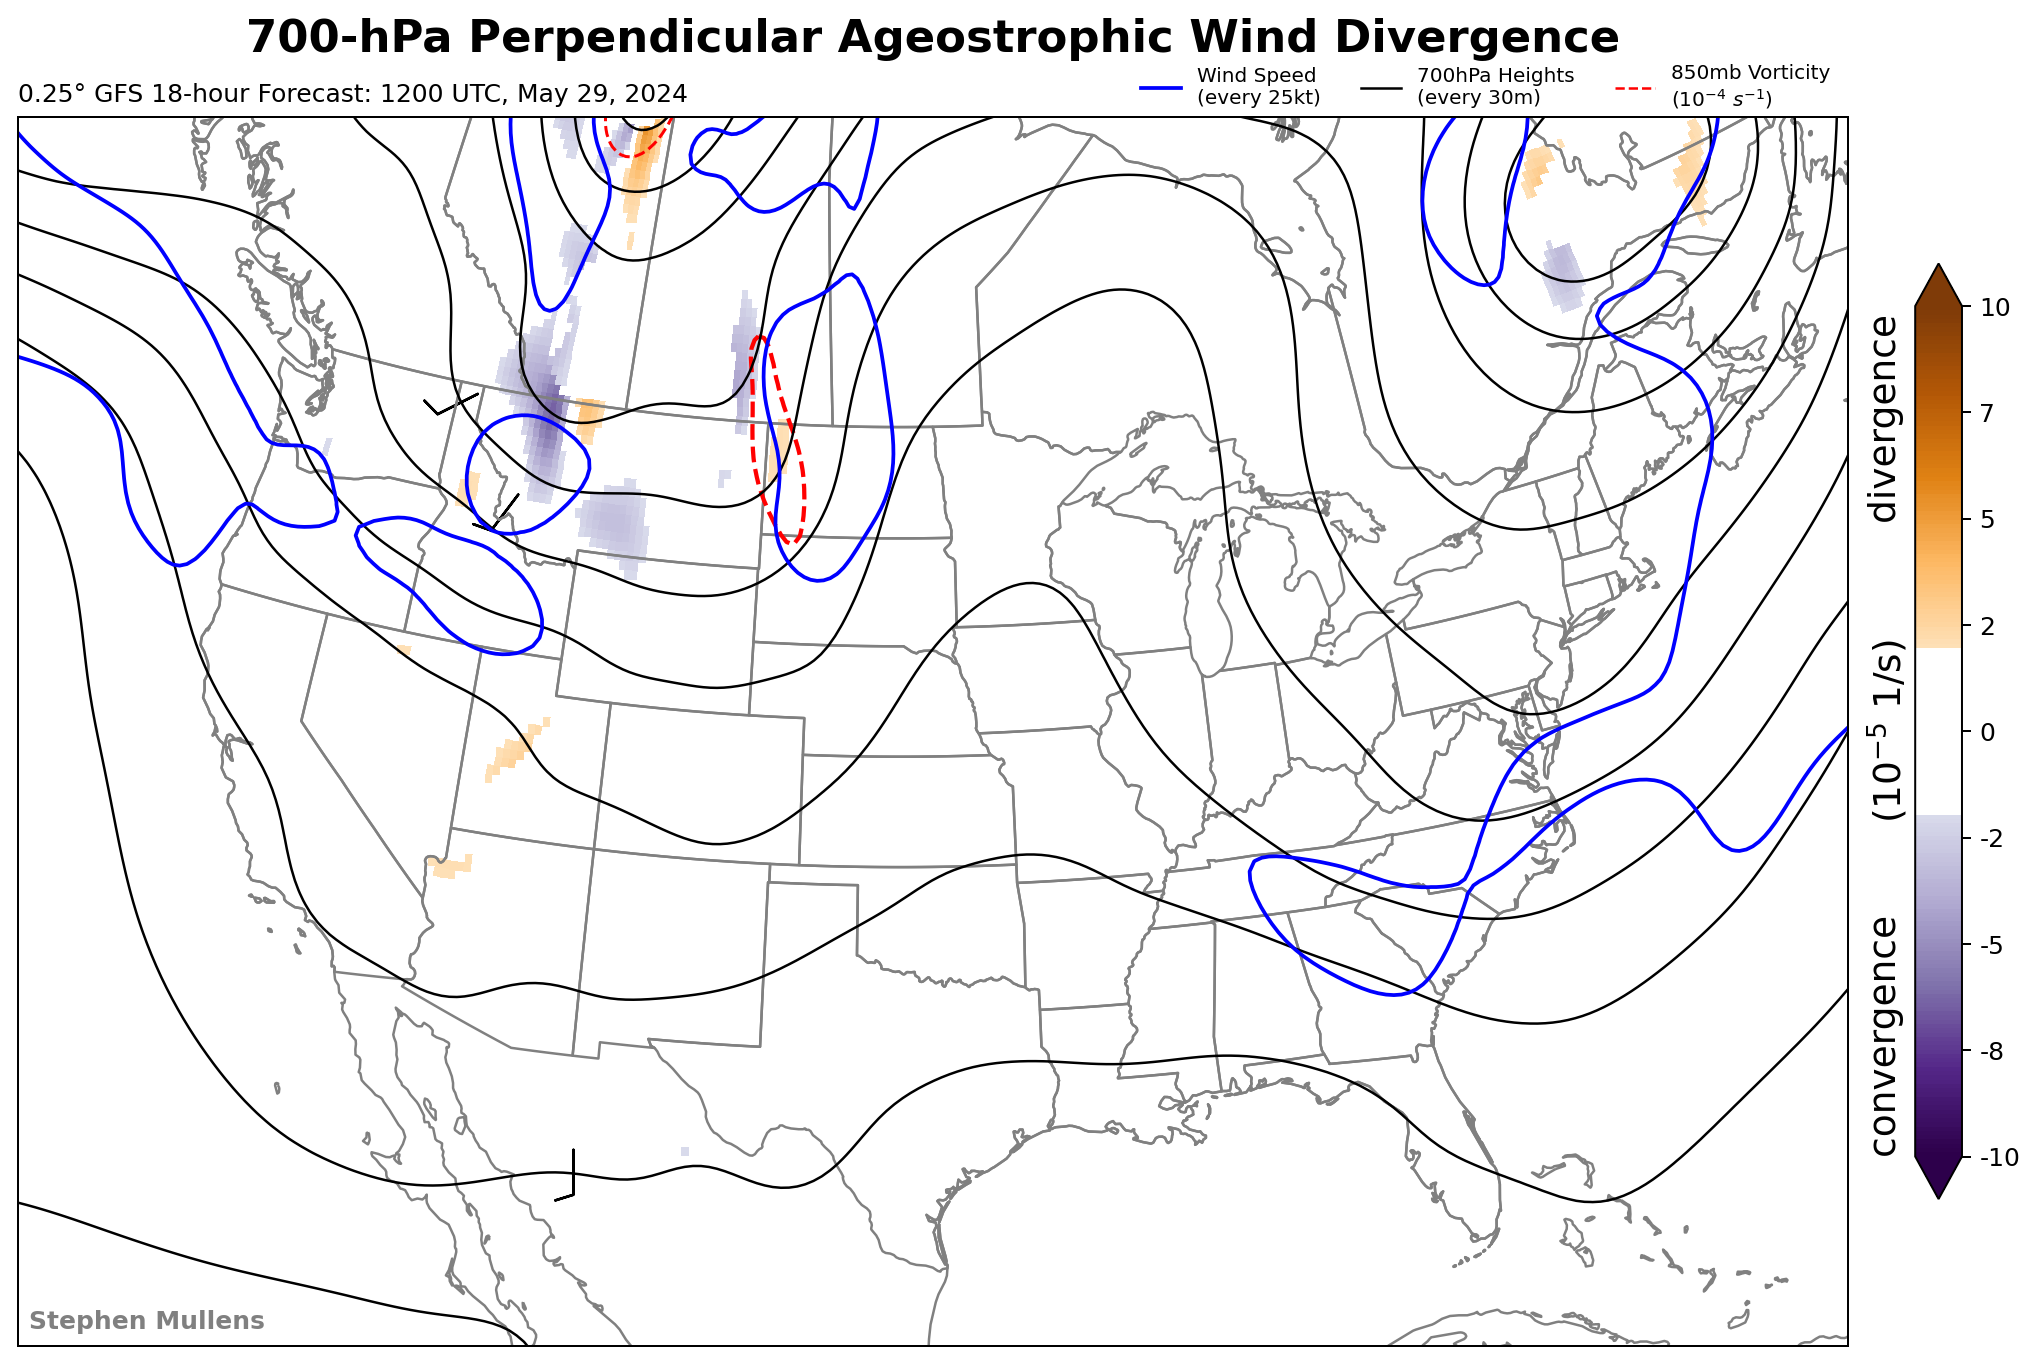 700-hPa Perpendicular Ageostrophic Wind Divergence
0.25° GFS 18-hour Forecast: 1200 UTC, May 29, 2024
Wind Speed
(every 25kt)
700hPa Heights
(every 30m)
850mb Vorticity
(10⁻⁴ s⁻¹)
10
7
5
2
0
-2
-5
-8
-10
convergence (10⁻⁵ 1/s) divergence
Stephen Mullens